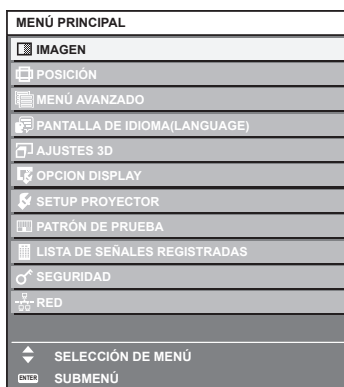 MENÚ PRINCIPAL
IMAGEN
POSICIÓN
MENÚ AVANZADO
PANTALLA DE IDIOMA(LANGUAGE)
AJUSTES 3D
OPCION DISPLAY
SETUP PROYECTOR
PATRÓN DE PRUEBA
LISTA DE SEÑALES REGISTRADAS
SEGURIDAD
RED
SELECCIÓN DE MENÚ
ENTER SUBMENÚ